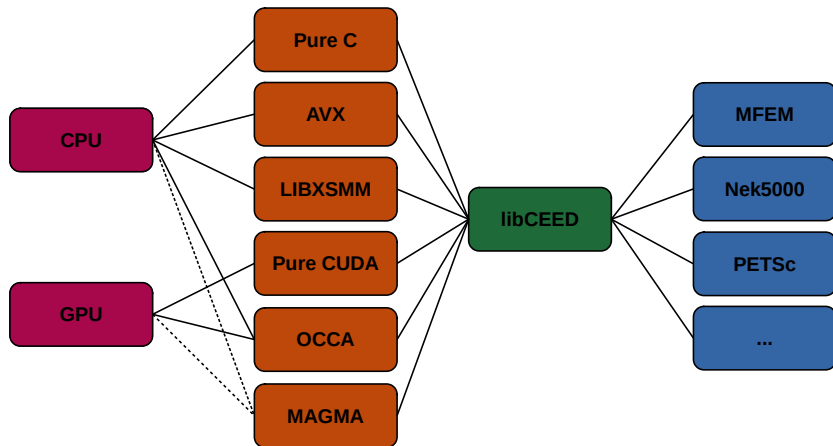 CPU
GPU
Pure C
AVX
LIBXSMM
Pure CUDA
OCCA
MAGMA
libCEED
MFEM
Nek5000
PETSc
...